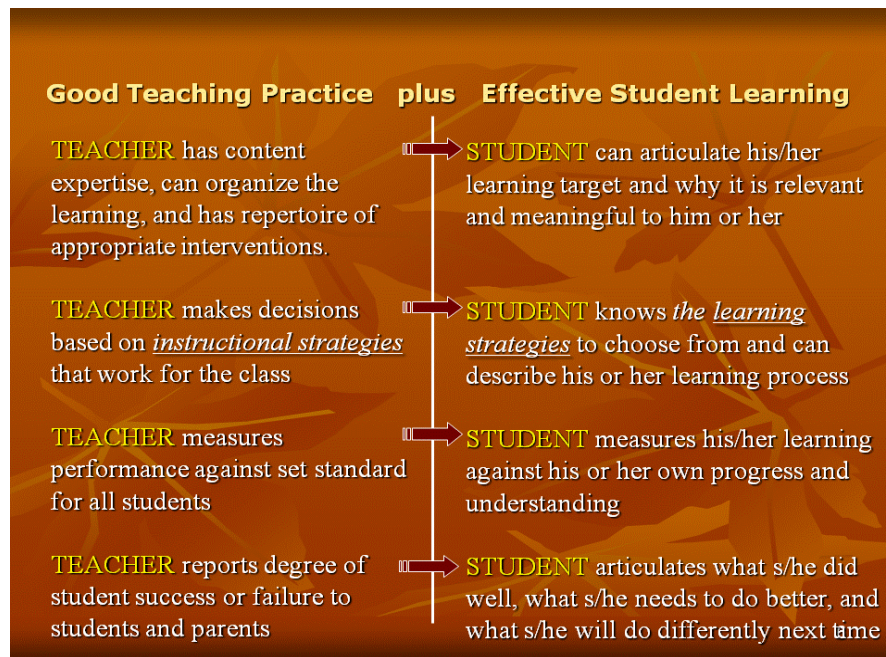 Good Teaching Practice plus Effective Student Learning
TEACHER has content
expertise, can organize the
learning, and has repertoire of
appropriate interventions.
STUDENT can articulate his/her
learning target and why it is relevant
and meaningful to him or her
TEACHER makes decisions
based on instructional strategies
that work for the class
STUDENT knows the learning
strategies to choose from and can
describe his or her learning process
TEACHER measures
performance against set standard
for all students
STUDENT measures his/her learning
against his or her own progress and
understanding
TEACHER reports degree of
student success or failure to
students and parents
STUDENT articulates what s/he did
well, what s/he needs to do better, and
what s/he will do differently next time